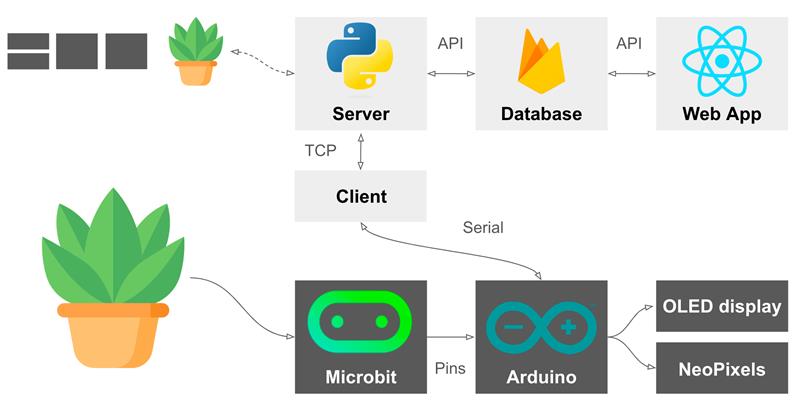 API
API
Server
Database
Web App
TCP
Client
Serial
OLED display
Microbit
Pins
Arduino
NeoPixels